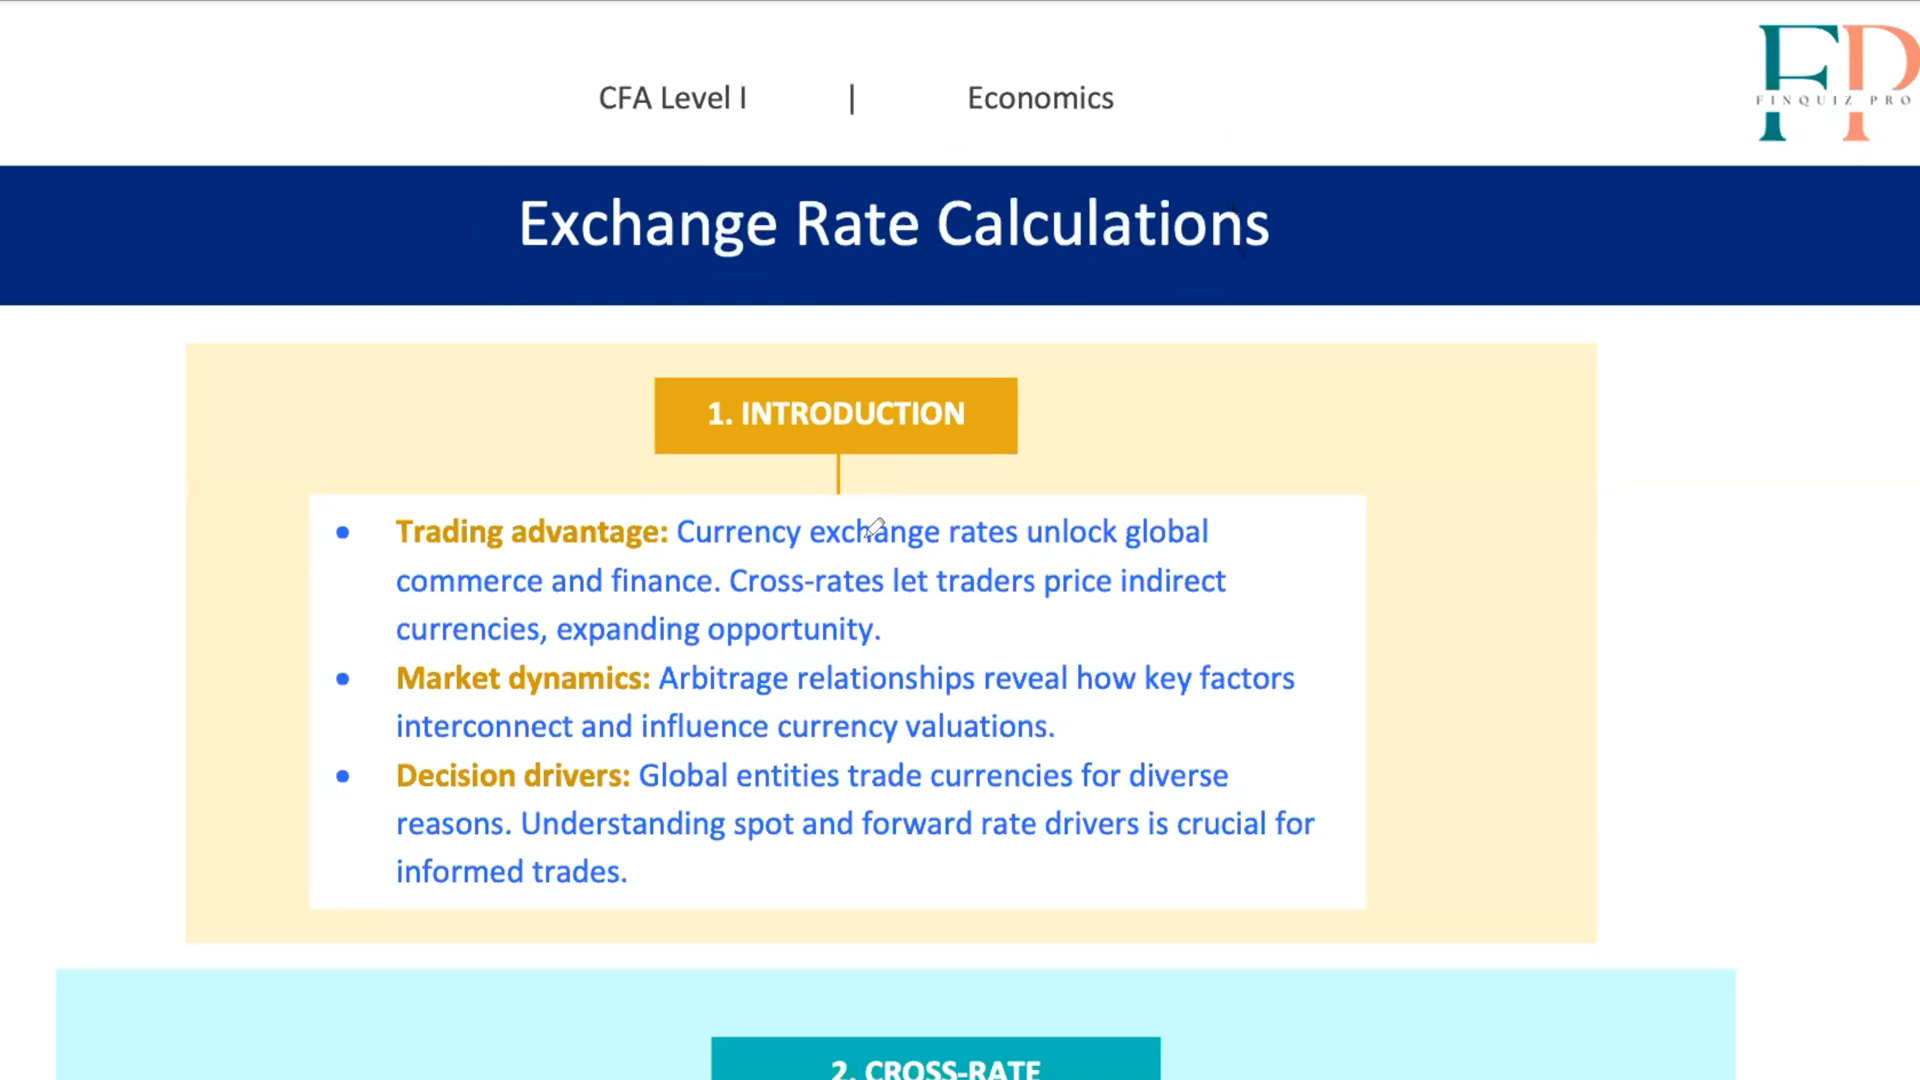 CFA Level I | Economics
FP
FINQUIZ PRO
Exchange Rate Calculations
1. INTRODUCTION
• Trading advantage: Currency exchange rates unlock global
commerce and finance. Cross-rates let traders price indirect
currencies, expanding opportunity.
• Market dynamics: Arbitrage relationships reveal how key factors
interconnect and influence currency valuations.
• Decision drivers: Global entities trade currencies for diverse
reasons. Understanding spot and forward rate drivers is crucial for
informed trades.
2. CROSS-RATE